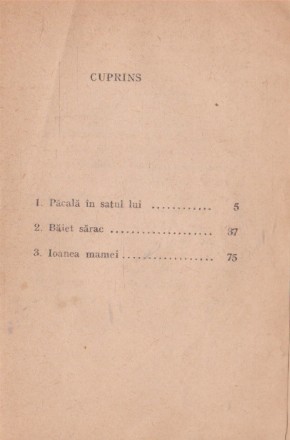 CUPRINS
1. Păcală în satul lui ............ 5
2. Băiet sărac .................. 37
3. Ioanea mamei ................ 75